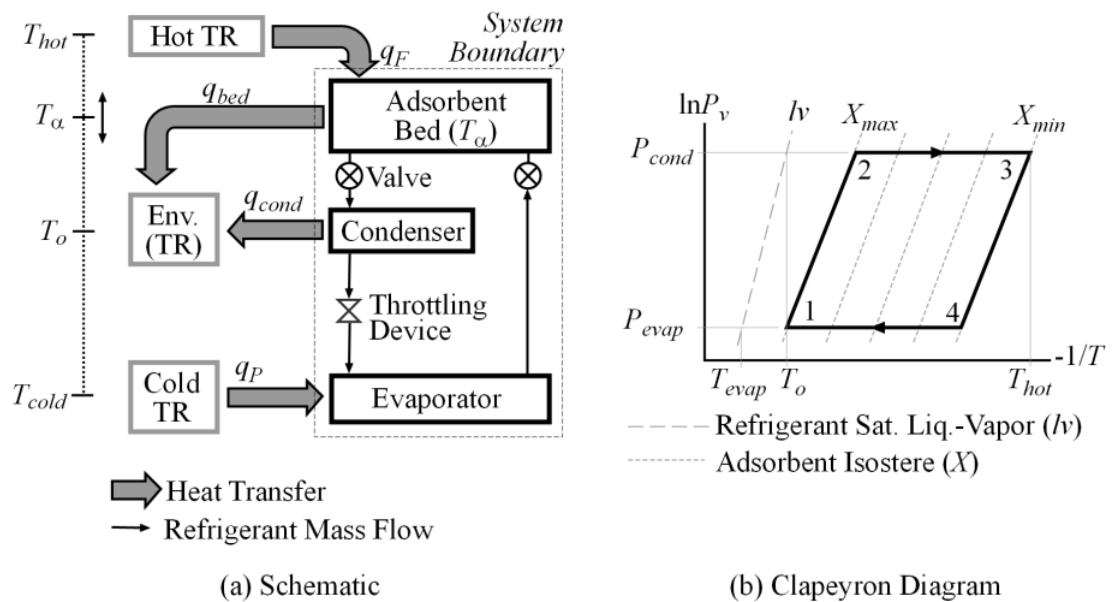 T_hot
Hot TR
q_F
System
Boundary
q_bed
Adsorbent
Bed (T_α)
T_α
Valve
q_cond
Env.
(TR)
T_o
Condenser
Throttling
Device
T_cold
Cold
TR
q_P
Evaporator
Heat Transfer
Refrigerant Mass Flow
(a) Schematic
lnP_v
lv
X_max
X_min
P_cond
2
3
P_evap
1
4
-1/T
T_evap
T_o
T_hot
Refrigerant Sat. Liq.-Vapor (lv)
Adsorbent Isostere (X)
(b) Clapeyron Diagram